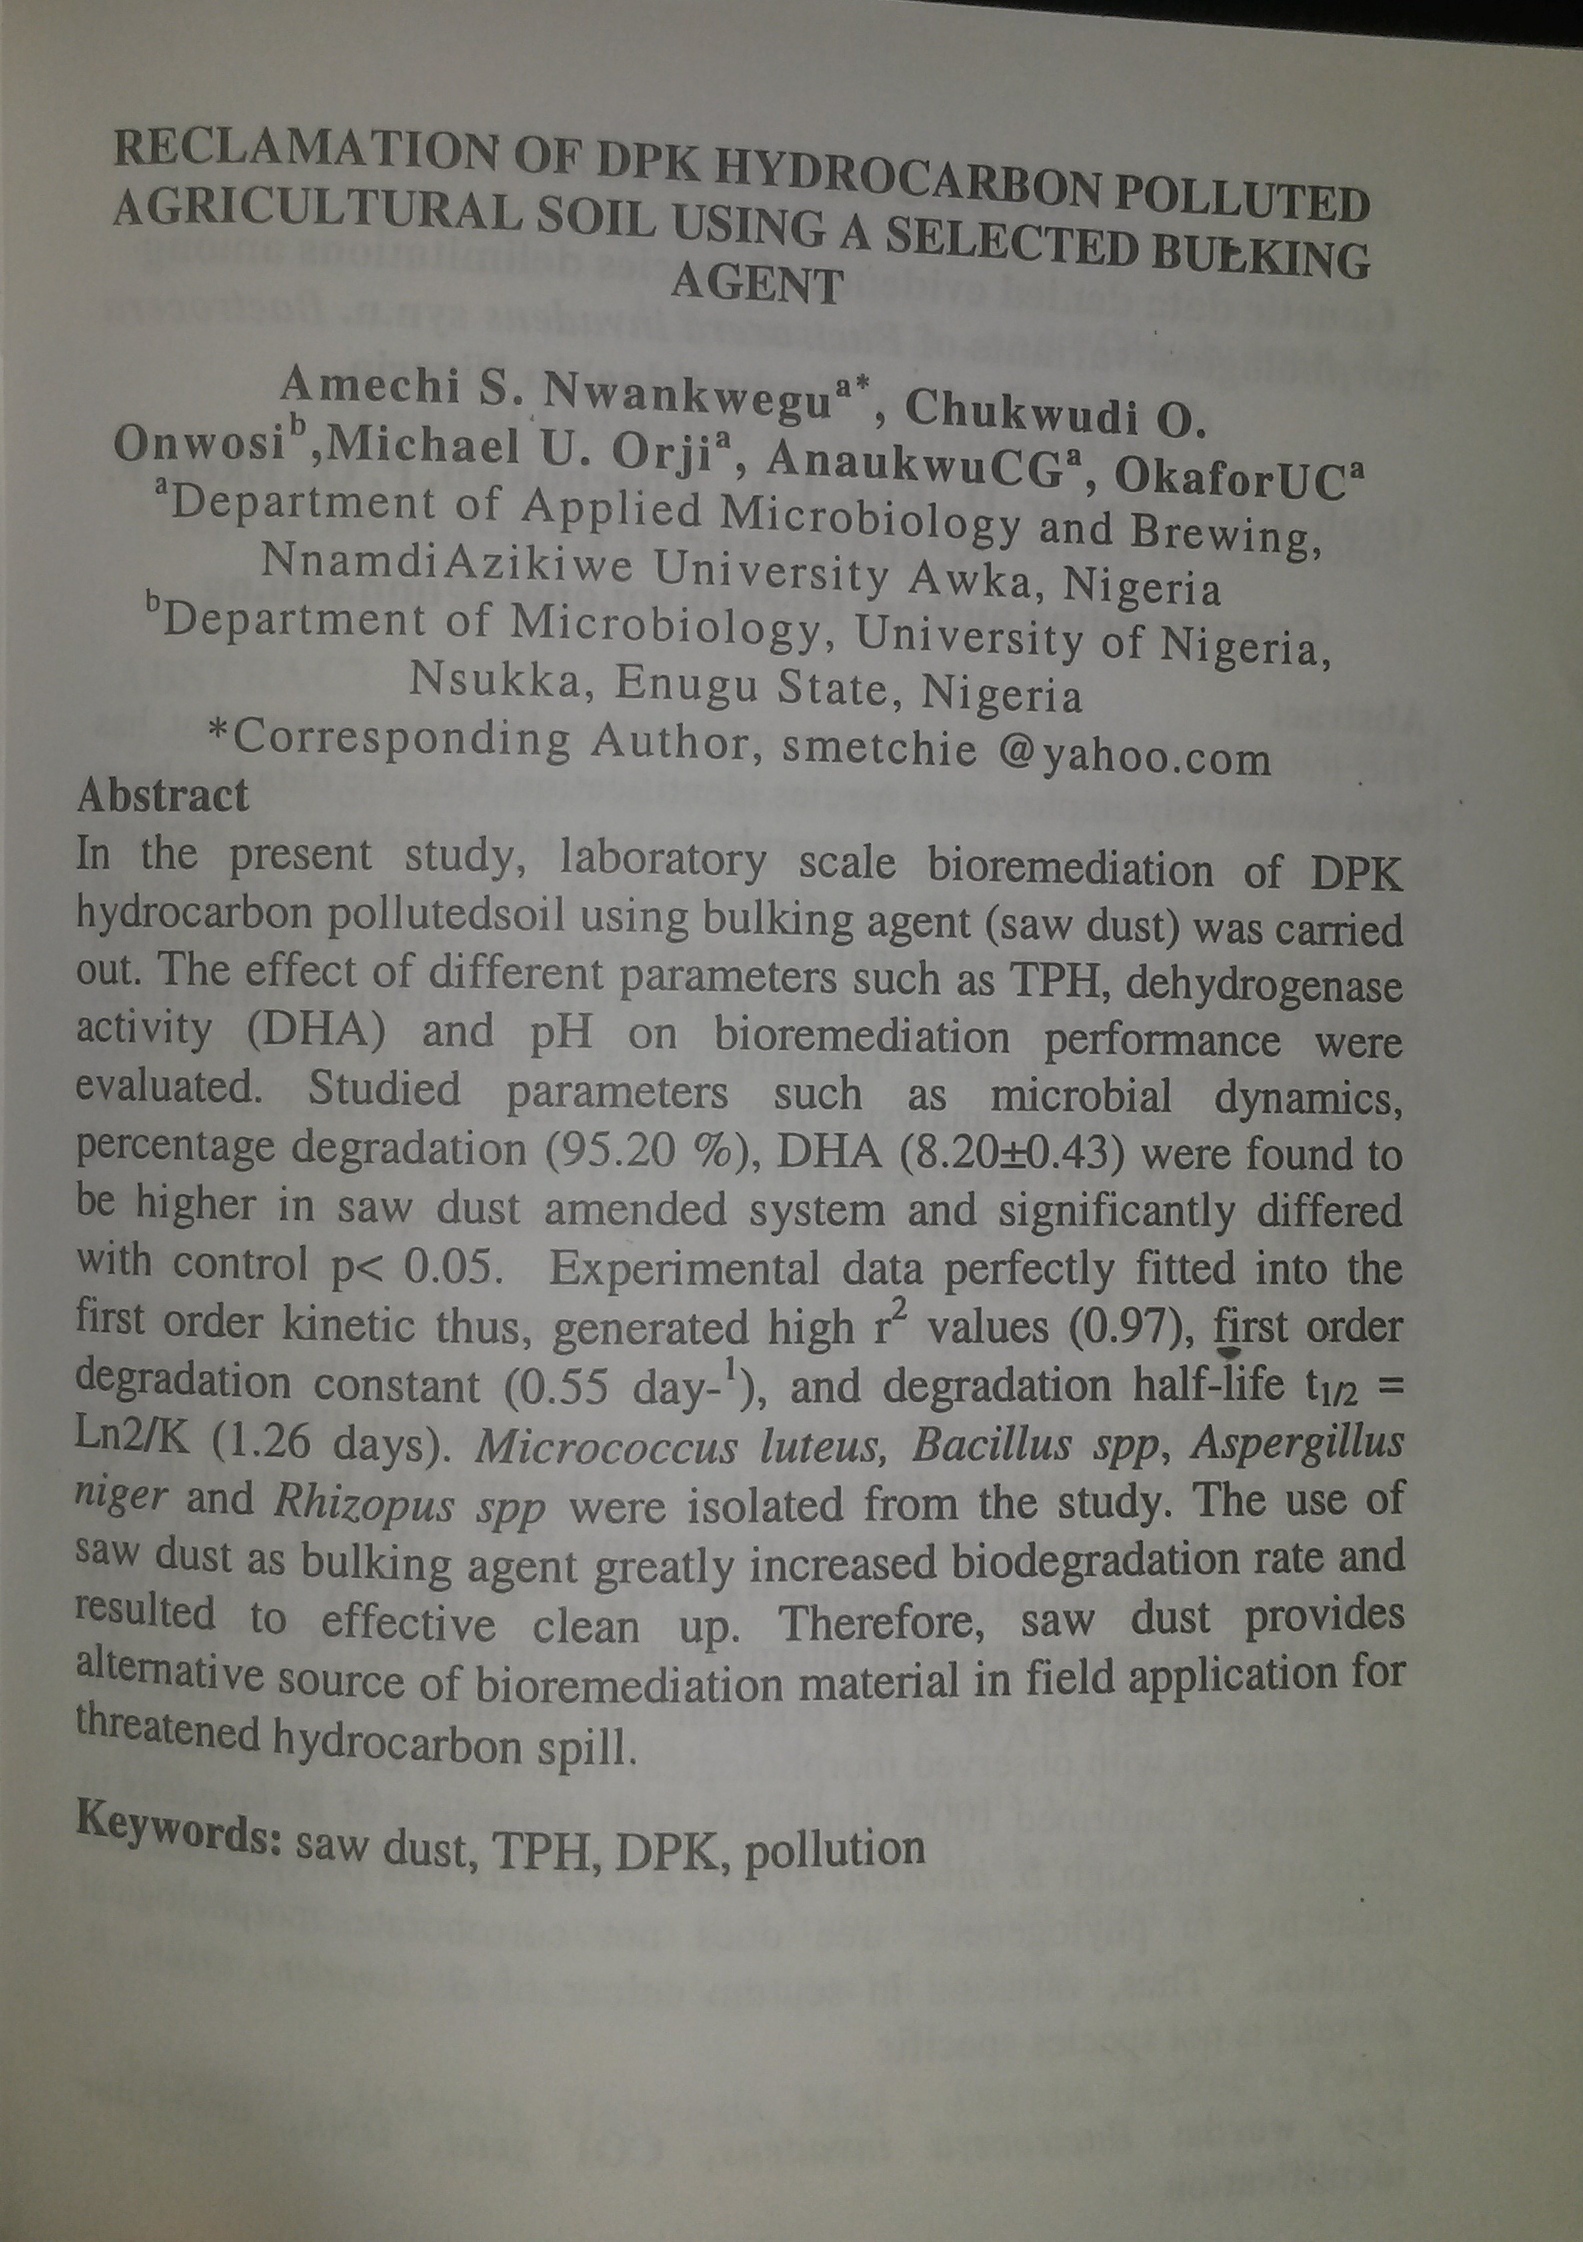 RECLAMATION OF DPK HYDROCARBON POLLUTED
AGRICULTURAL SOIL USING A SELECTED BULKING
AGENT
Amechi S. Nwankwegu^a*, Chukwudi O.
Onwosi^b,Michael U. Orji^a, AnaukwuCG^a, OkaforUC^a
^aDepartment of Applied Microbiology and Brewing,
NnamdiAzikiwe University Awka, Nigeria
^bDepartment of Microbiology, University of Nigeria,
Nsukka, Enugu State, Nigeria
*Corresponding Author, smetchie @yahoo.com
Abstract
In the present study, laboratory scale bioremediation of DPK
hydrocarbon pollutedsoil using bulking agent (saw dust) was carried
out. The effect of different parameters such as TPH, dehydrogenase
activity (DHA) and pH on bioremediation performance were
evaluated. Studied parameters such as microbial dynamics,
percentage degradation (95.20 %), DHA (8.20±0.43) were found to
be higher in saw dust amended system and significantly differed
with control p< 0.05. Experimental data perfectly fitted into the
first order kinetic thus, generated high r² values (0.97), first order
degradation constant (0.55 day-¹), and degradation half-life t1/2 =
Ln2/K (1.26 days). Micrococcus luteus, Bacillus spp, Aspergillus
niger and Rhizopus spp were isolated from the study. The use of
saw dust as bulking agent greatly increased biodegradation rate and
resulted to effective clean up. Therefore, saw dust provides
alternative source of bioremediation material in field application for
threatened hydrocarbon spill.
Keywords: saw dust, TPH, DPK, pollution